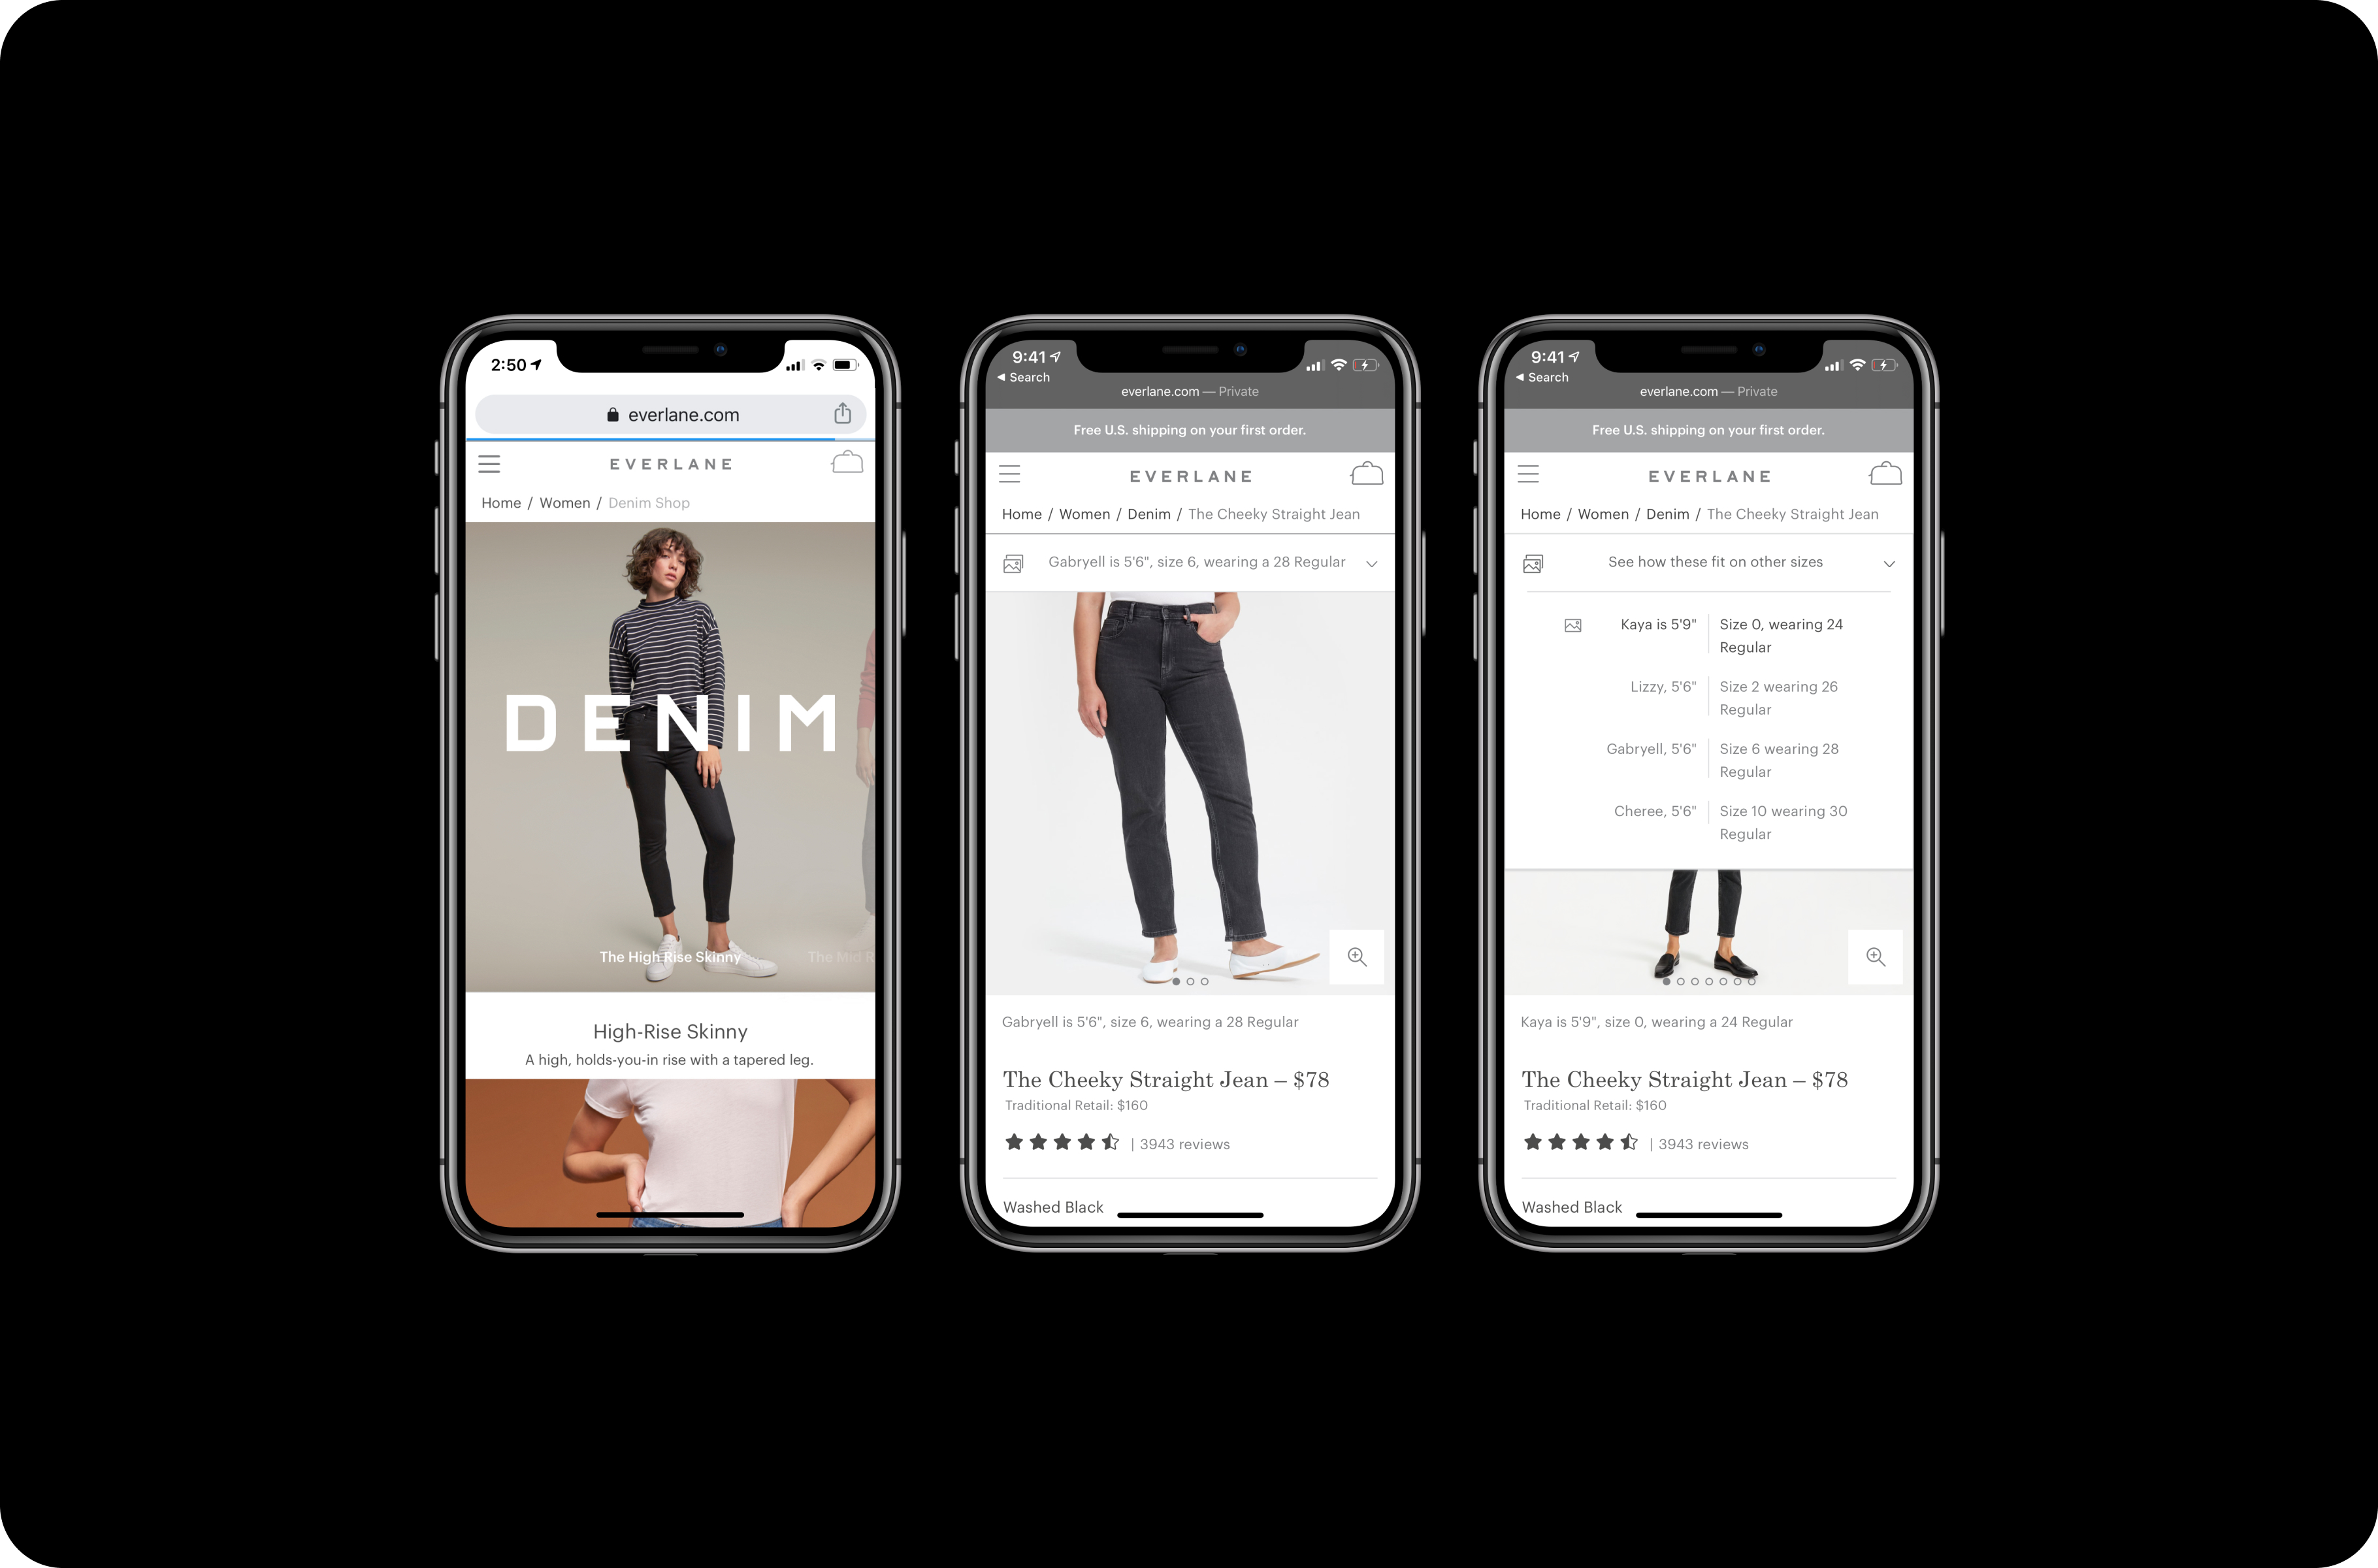 2:50
everlane.com
EVERLANE
Home / Women / Denim Shop
DENIM
The High Rise Skinny
The Mid R
High-Rise Skinny
A high, holds-you-in rise with a tapered leg.
9:41
Search
everlane.com — Private
Free U.S. shipping on your first order.
EVERLANE
Home / Women / Denim / The Cheeky Straight Jean
Gabryell is 5'6", size 6, wearing a 28 Regular
Gabryell is 5'6", size 6, wearing a 28 Regular
The Cheeky Straight Jean – $78
Traditional Retail: $160
| 3943 reviews
Washed Black
9:41
Search
everlane.com — Private
Free U.S. shipping on your first order.
EVERLANE
Home / Women / Denim / The Cheeky Straight Jean
See how these fit on other sizes
Kaya is 5'9" | Size 0, wearing 24
Regular
Lizzy, 5'6" | Size 2 wearing 26
Regular
Gabryell, 5'6" | Size 6 wearing 28
Regular
Cheree, 5'6" | Size 10 wearing 30
Regular
Kaya is 5'9", size 0, wearing a 24 Regular
The Cheeky Straight Jean – $78
Traditional Retail: $160
| 3943 reviews
Washed Black